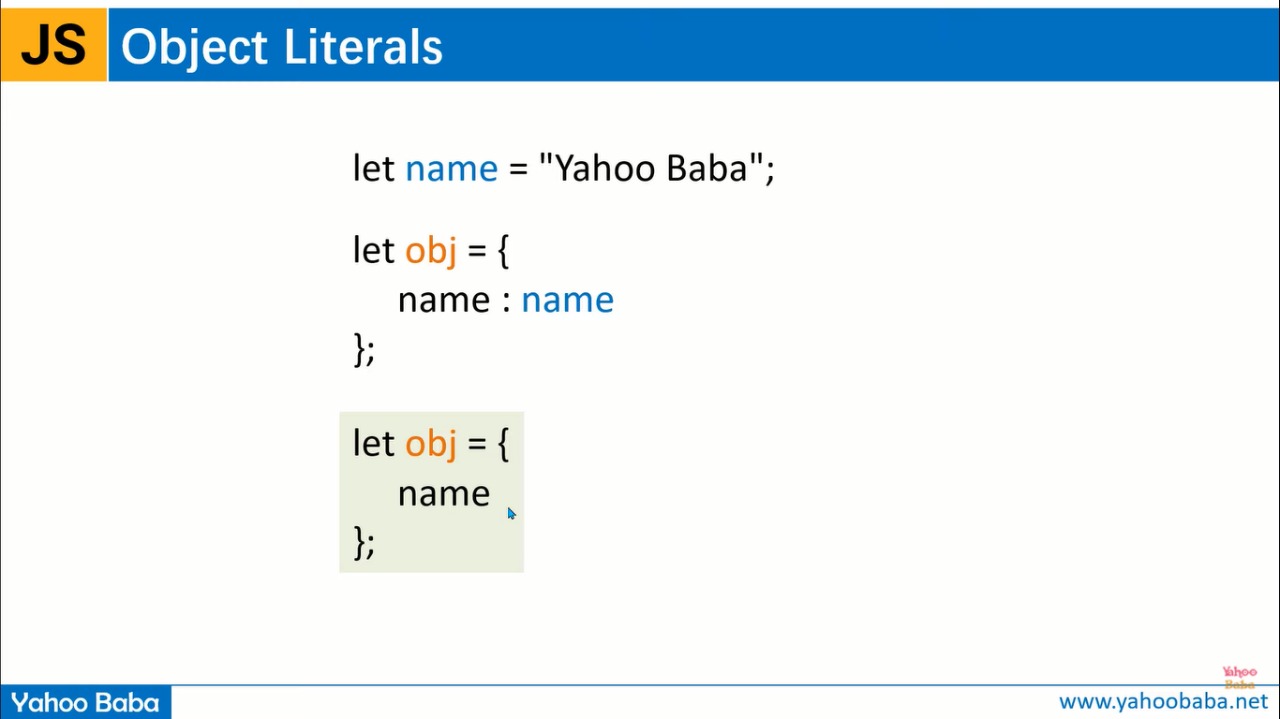 JS Object Literals
let name = "Yahoo Baba";
let obj = {
name : name
};
let obj = {
name
};
Yahoo
Baba
Yahoo Baba
www.yahoobaba.net